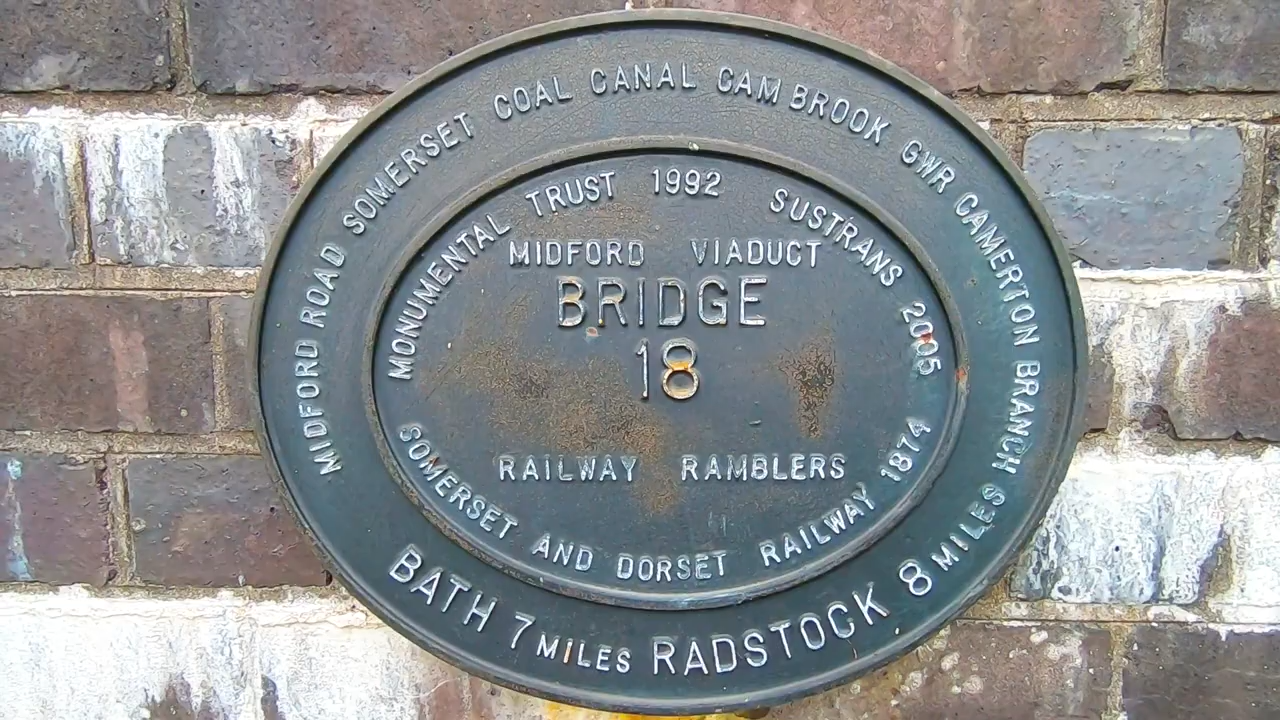 MIDFORD ROAD SOMERSET COAL CANAL CAM BROOK GWR CAMERTON BRANCH
BATH 7 MILES RADSTOCK 8 MILES
MONUMENTAL TRUST 1992 SUSTRANS 2005
MIDFORD VIADUCT
BRIDGE
18
RAILWAY RAMBLERS
SOMERSET AND DORSET RAILWAY 1874